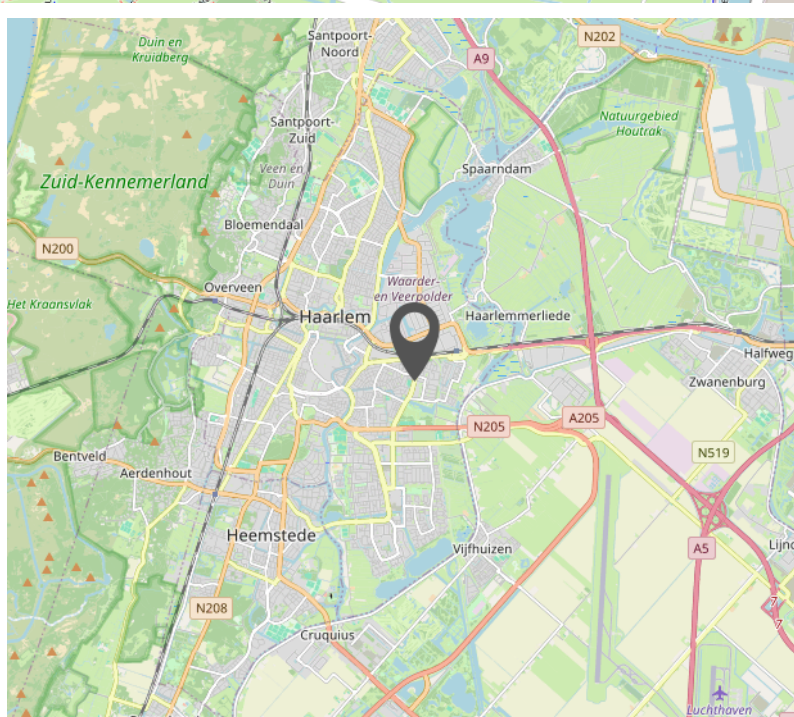 Duin en
Kruidberg
Santpoort-
Noord
N202
A9
Natuurgebied
Houtrak
Santpoort-
Zuid
Spaarndam
Veen en
Duin
Zuid-Kennemerland
Bloemendaal
N200
Overveen
Waarder-
en Veerpolder
Het Kraansvlak
Haarlem
Haarlemmerliede
Halfweg
Zwanenburg
N205
A205
N519
Bentveld
Aerdenhout
Heemstede
Vijfhuizen
A5
N208
7
7
Cruquius
Luchthaven